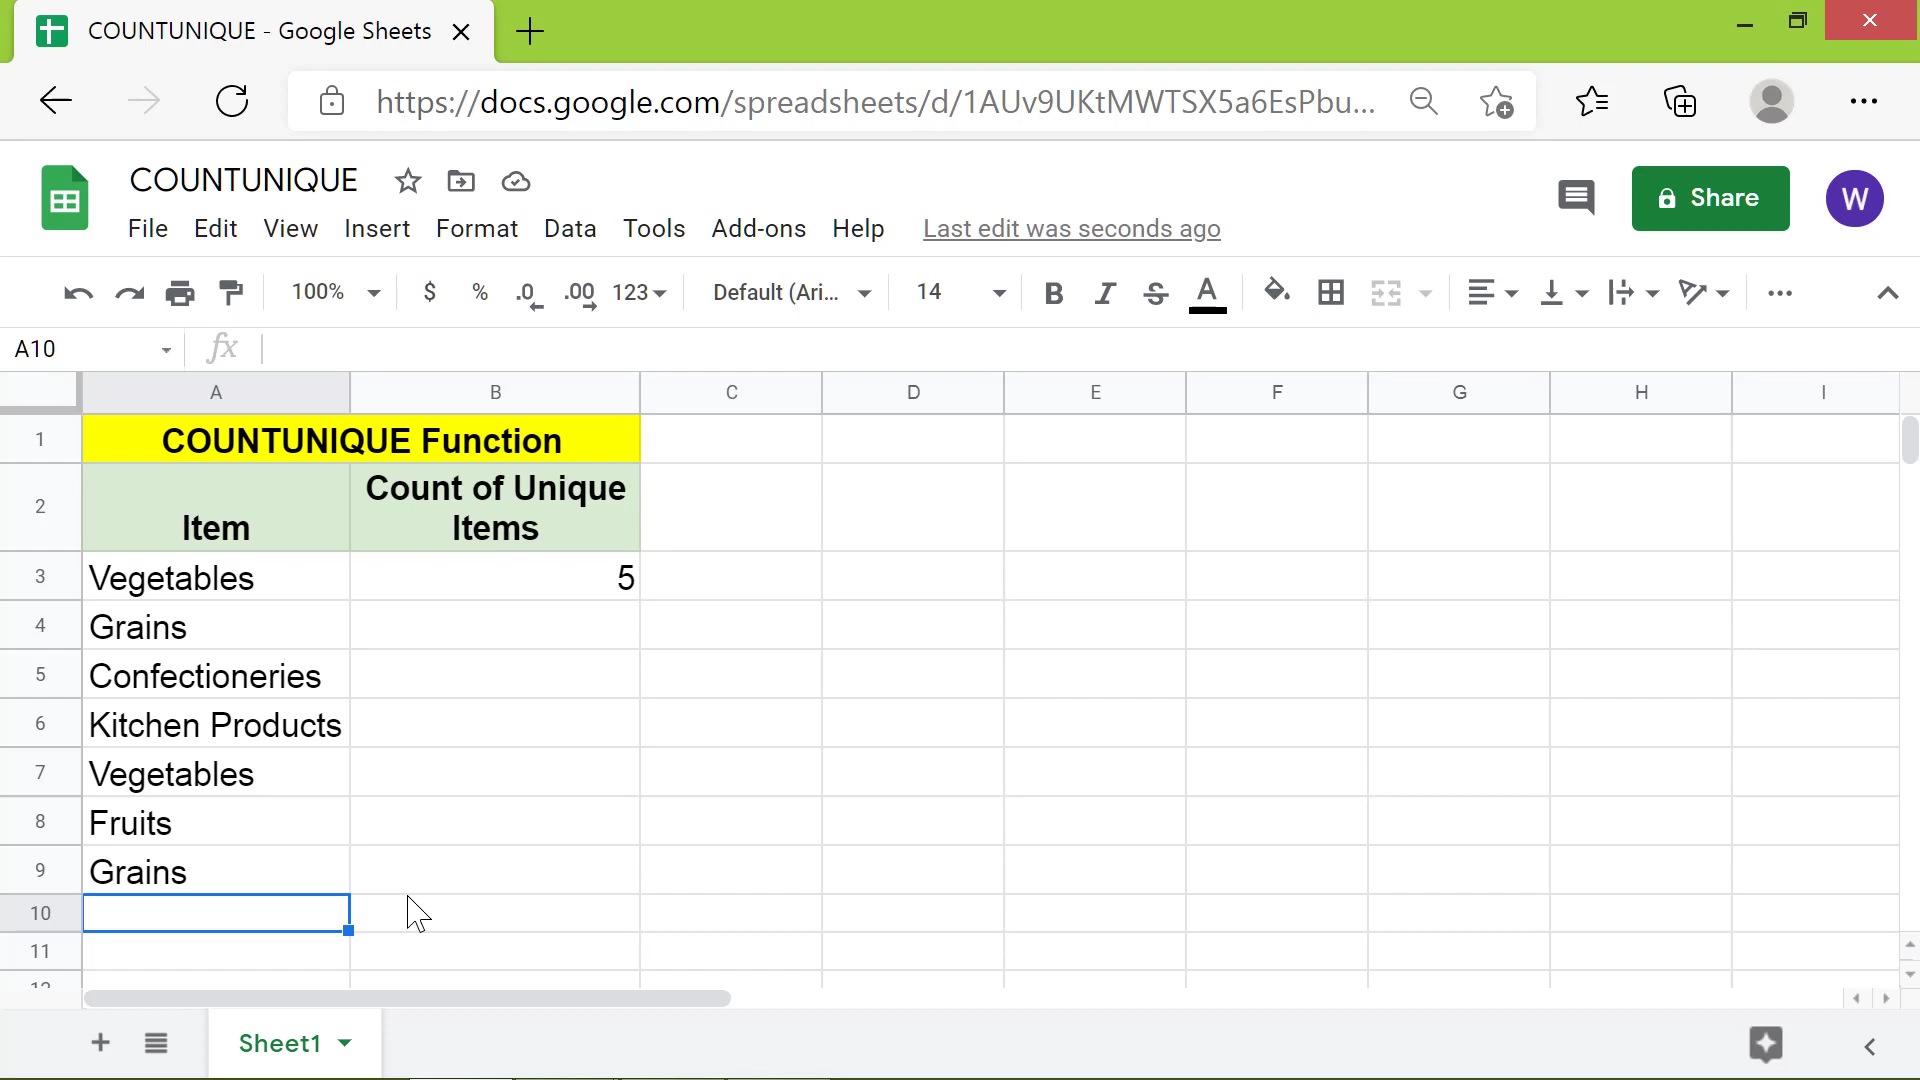 COUNTUNIQUE - Google Sheets
https://docs.google.com/spreadsheets/d/1AUv9UKtMWTSX5a6EsPbu...
COUNTUNIQUE
File Edit View Insert Format Data Tools Add-ons Help Last edit was seconds ago
Share
W
100% $ % .0 .00 123 Default (Ari... 14 B I S A
A10 fx
A B C D E F G H I
1 COUNTUNIQUE Function
2 Item Count of Unique
Items
3 Vegetables 5
4 Grains
5 Confectioneries
6 Kitchen Products
7 Vegetables
8 Fruits
9 Grains
10
11
12
Sheet1